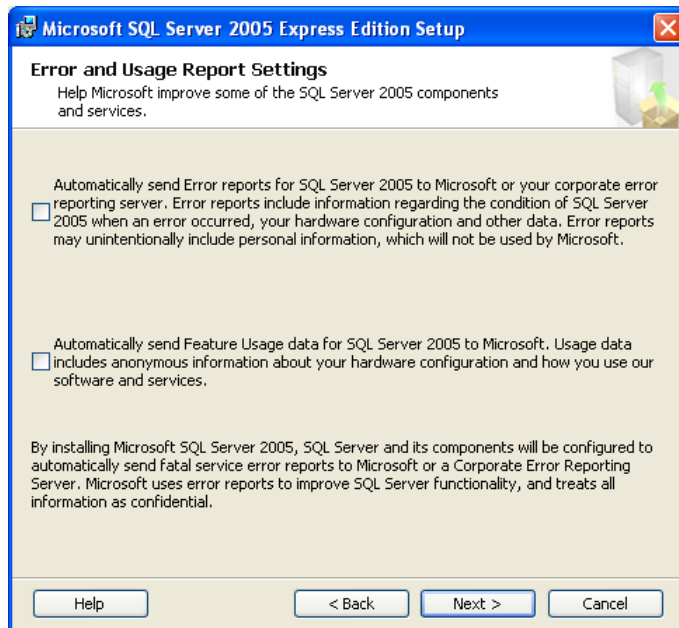 Microsoft SQL Server 2005 Express Edition Setup
Error and Usage Report Settings
Help Microsoft improve some of the SQL Server 2005 components
and services.
Automatically send Error reports for SQL Server 2005 to Microsoft or your corporate error
reporting server. Error reports include information regarding the condition of SQL Server
2005 when an error occurred, your hardware configuration and other data. Error reports
may unintentionally include personal information, which will not be used by Microsoft.
Automatically send Feature Usage data for SQL Server 2005 to Microsoft. Usage data
includes anonymous information about your hardware configuration and how you use our
software and services.
By installing Microsoft SQL Server 2005, SQL Server and its components will be configured to
automatically send fatal service error reports to Microsoft or a Corporate Error Reporting
Server. Microsoft uses error reports to improve SQL Server functionality, and treats all
information as confidential.
Help
< Back
Next >
Cancel